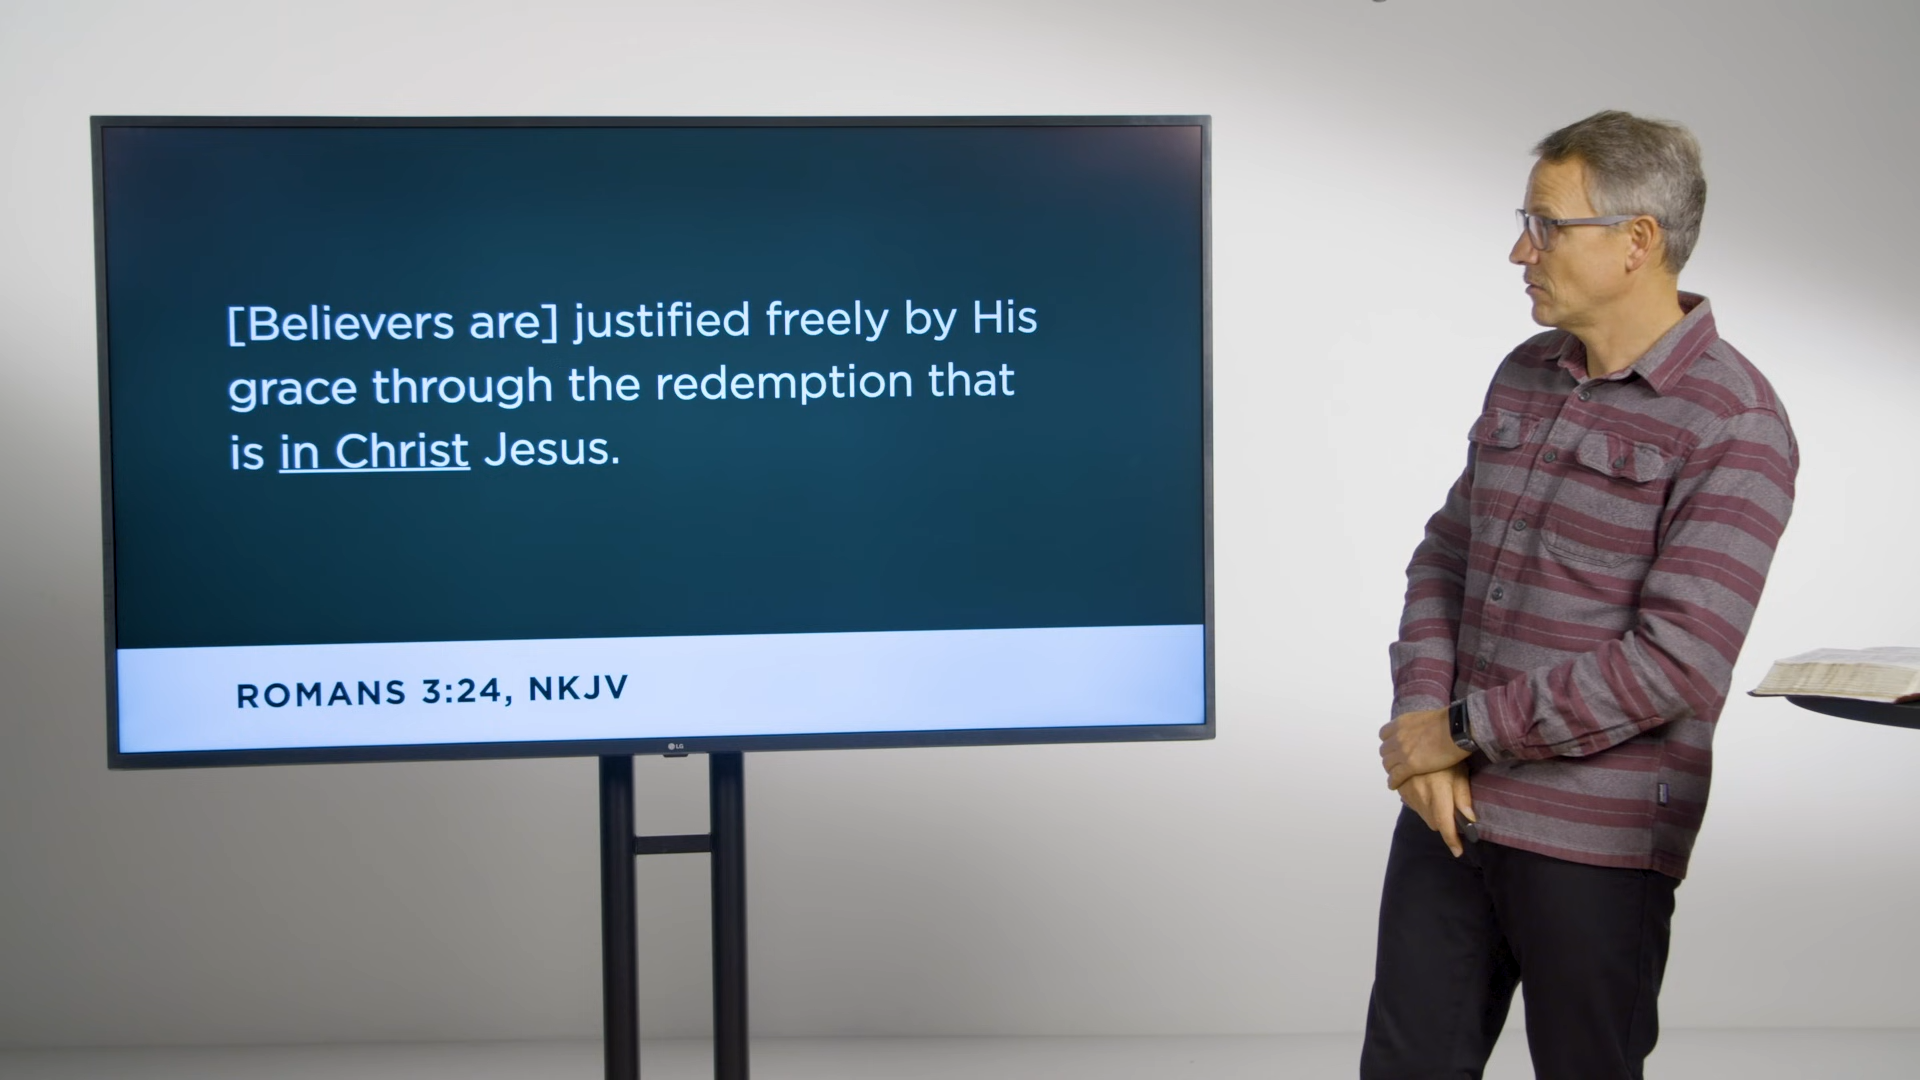 [Believers are] justified freely by His
grace through the redemption that
is in Christ Jesus.
ROMANS 3:24, NKJV
LG